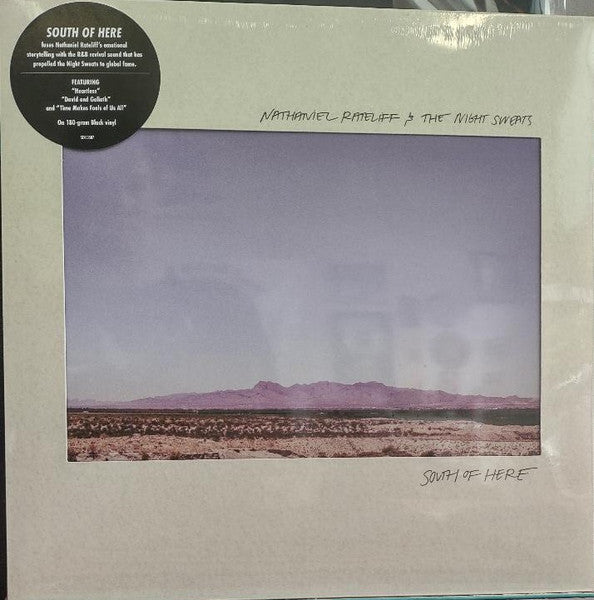 SOUTH OF HERE
fuses Nathaniel Rateliff's emotional
storytelling with the R&B revival sound that has
propelled the Night Sweats to global fame.
FEATURING
"Heartless"
"David and Goliath"
and "Time Makes Fools of Us All"
On 180-gram Black vinyl
NATHANIEL RATELIFF & THE NIGHT SWEATS
SOUTH OF HERE